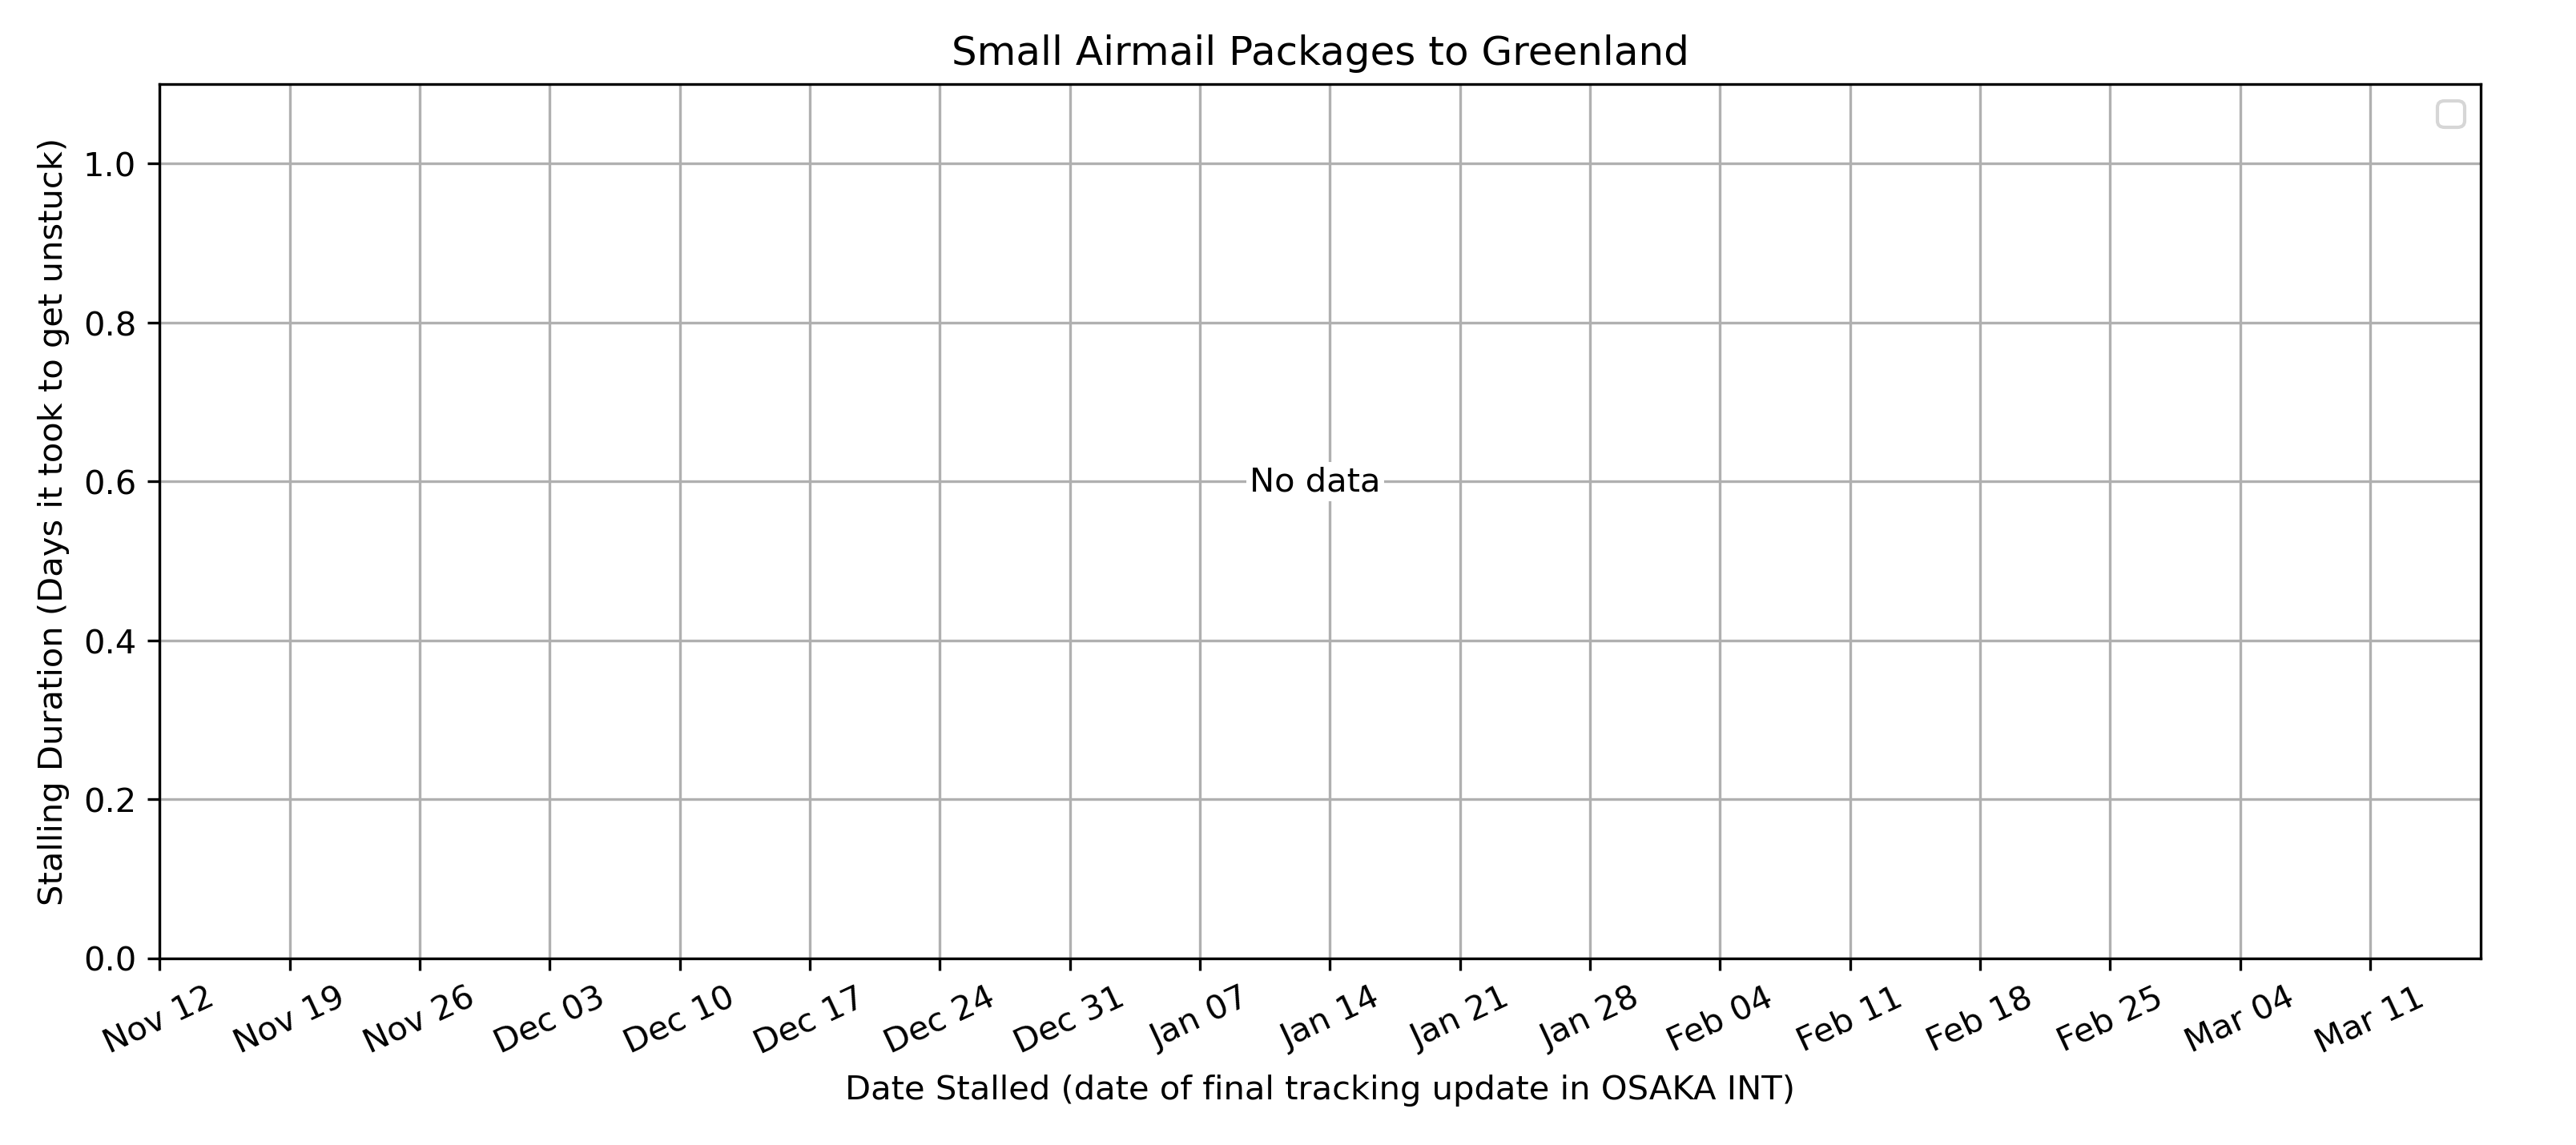 Small Airmail Packages to Greenland
Stalling Duration (Days it took to get unstuck)
1.0
0.8
0.6
0.4
0.2
0.0
No data
Nov 12
Nov 19
Nov 26
Dec 03
Dec 10
Dec 17
Dec 24
Dec 31
Jan 07
Jan 14
Jan 21
Jan 28
Feb 04
Feb 11
Feb 18
Feb 25
Mar 04
Mar 11
Date Stalled (date of final tracking update in OSAKA INT)